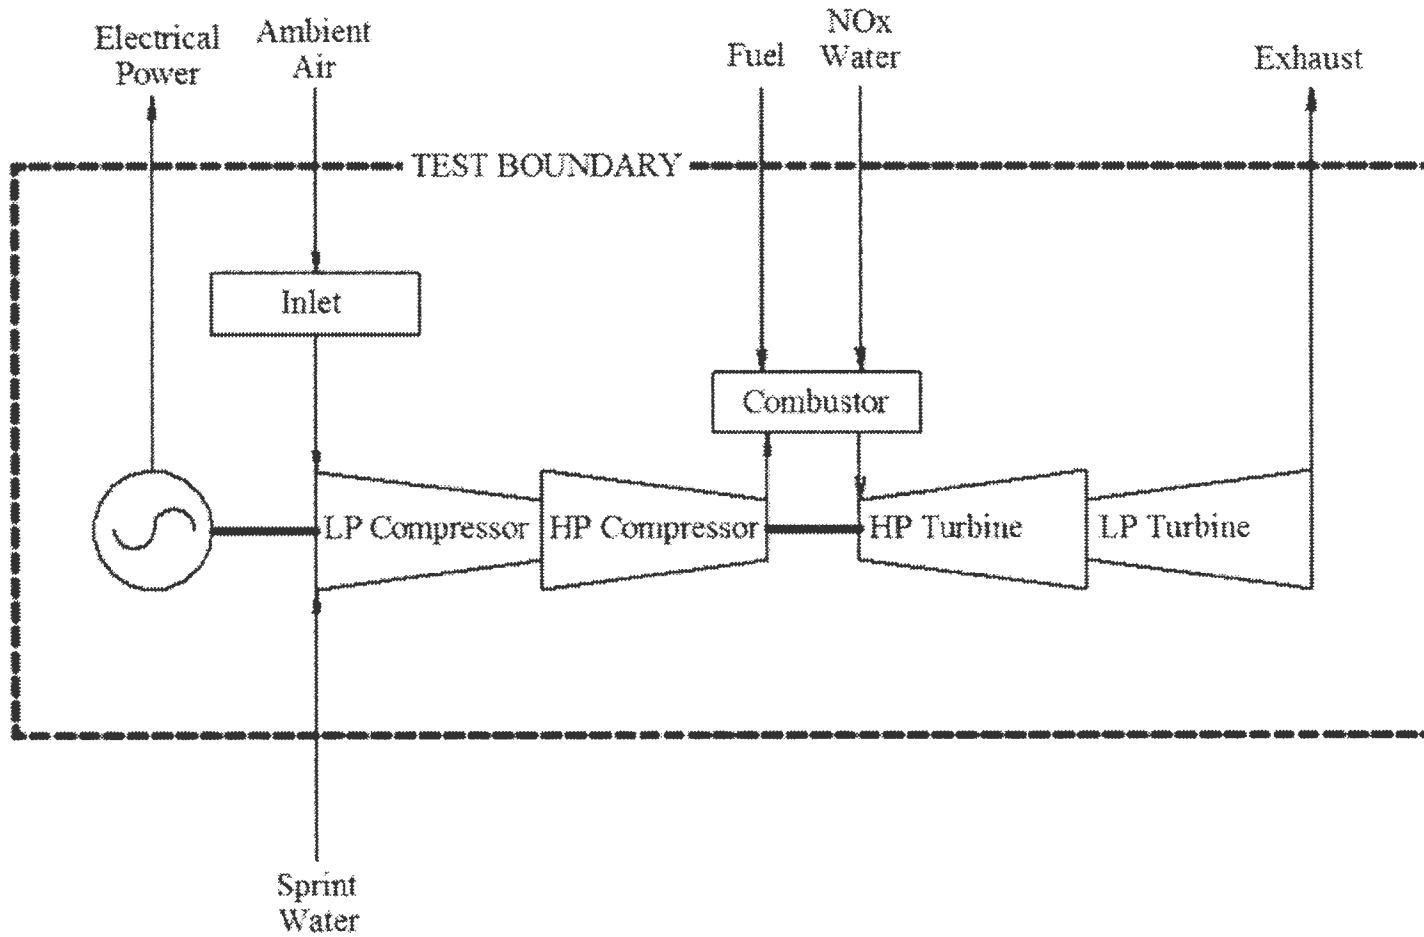 Electrical
Power
Ambient
Air
Fuel
NOx
Water
Exhaust
TEST BOUNDARY
Inlet
Combustor
LP Compressor
HP Compressor
HP Turbine
LP Turbine
Sprint
Water